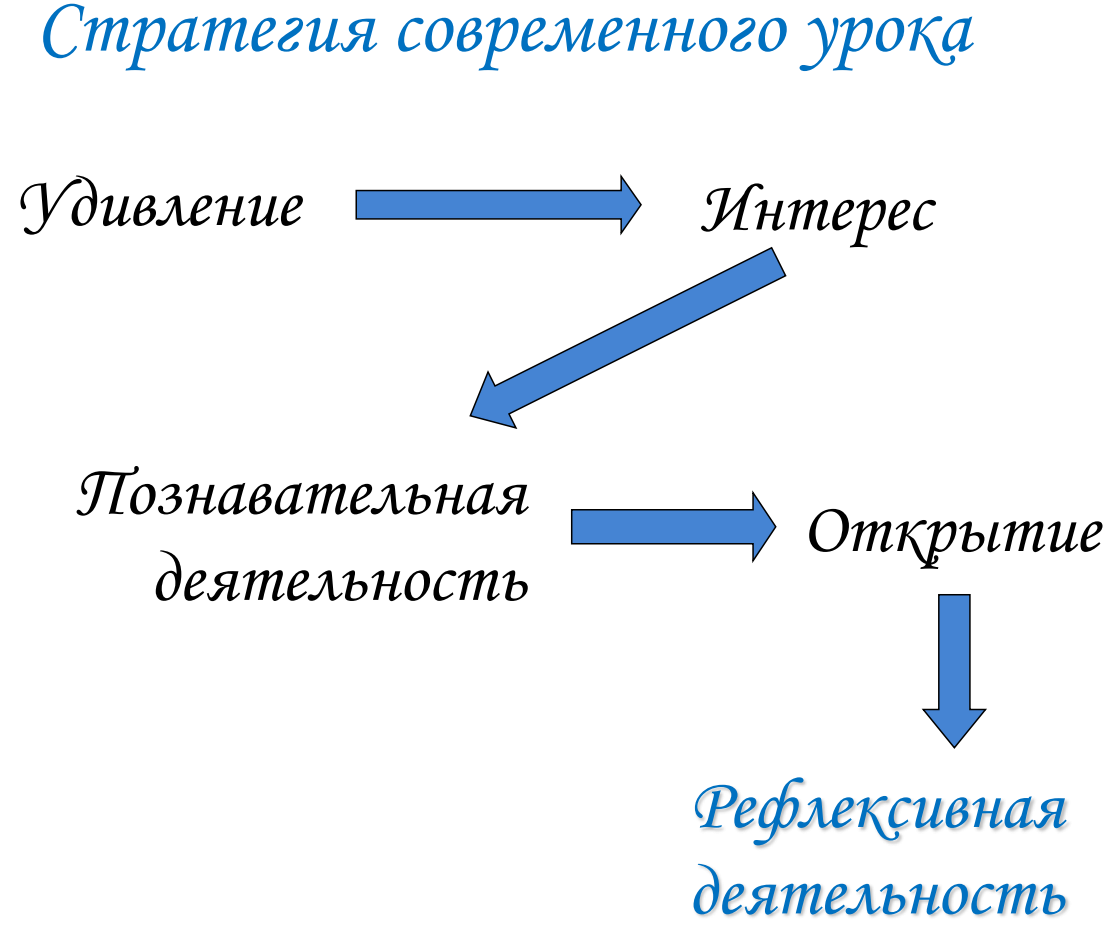 Стратегия современного урока
Удивление
Интерес
Познавательная
деятельность
Открытие
Рефлексивная
деятельность